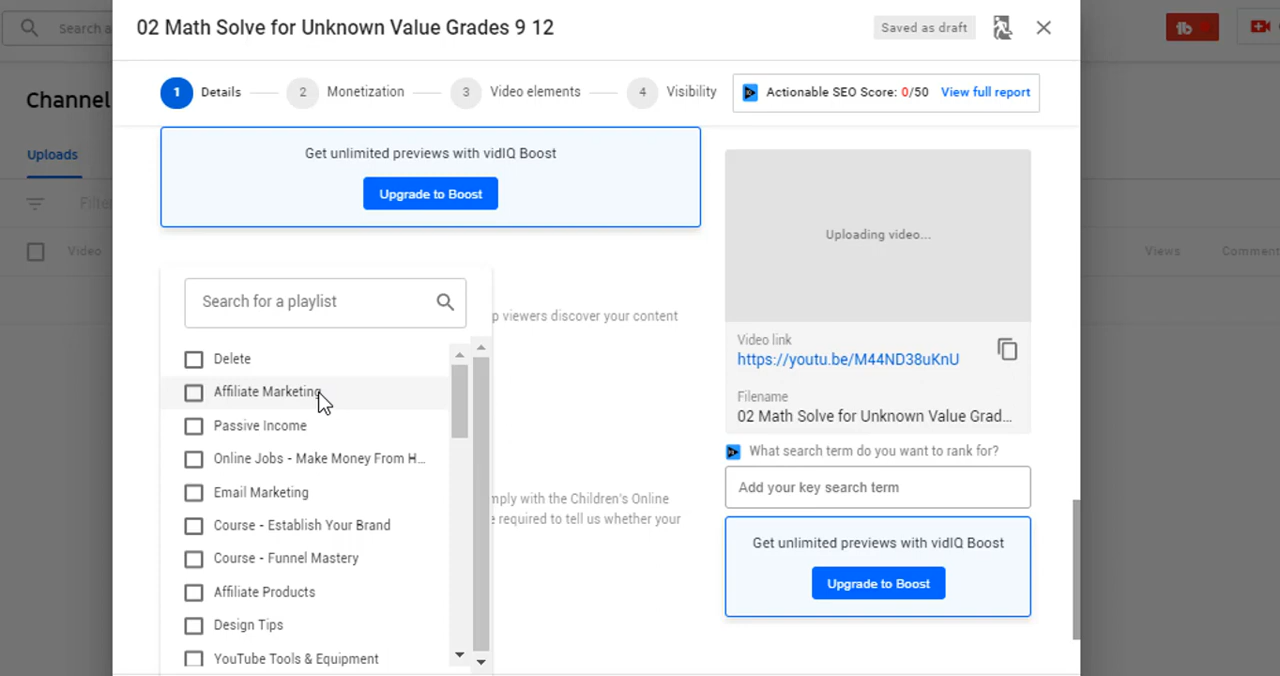 02 Math Solve for Unknown Value Grades 9 12
Saved as draft
Search a
Channel
Uploads
Filte
Video
Views
Comment
1 Details
2 Monetization
3 Video elements
4 Visibility
Actionable SEO Score: 0/50 View full report
Get unlimited previews with vidIQ Boost
Upgrade to Boost
Search for a playlist
p viewers discover your content
Delete
Affiliate Marketing
Passive Income
Online Jobs - Make Money From H...
Email Marketing
Course - Establish Your Brand
Course - Funnel Mastery
Affiliate Products
Design Tips
YouTube Tools & Equipment
mply with the Children's Online
e required to tell us whether your
Uploading video...
Video link
https://youtu.be/M44ND38uKnU
Filename
02 Math Solve for Unknown Value Grad...
What search term do you want to rank for?
Add your key search term
Get unlimited previews with vidIQ Boost
Upgrade to Boost
tb